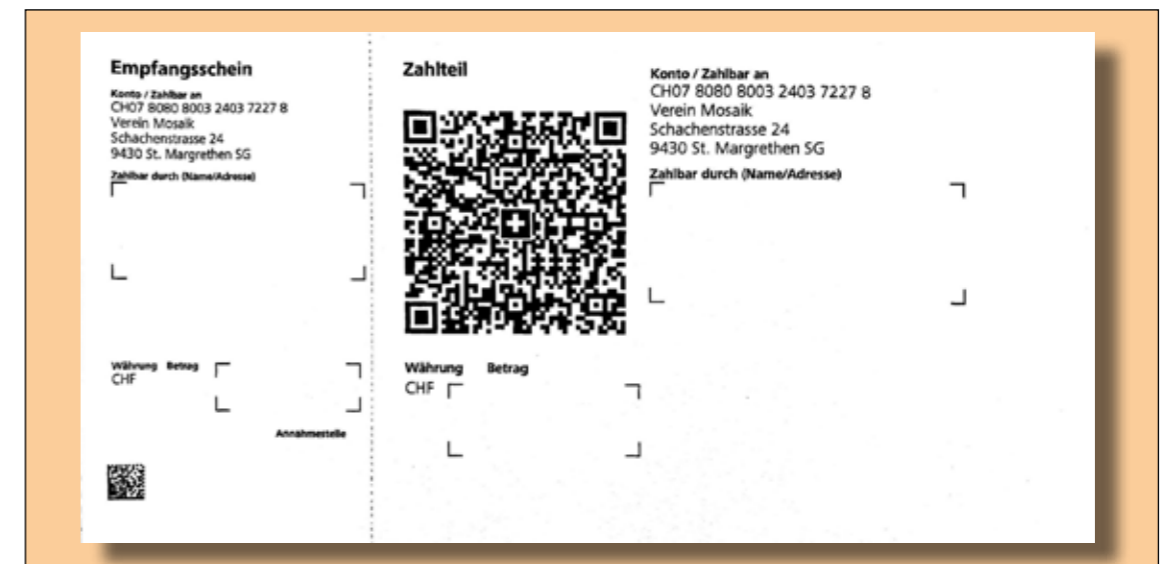 Empfangsschein
Konto / Zahlbar an
CH07 8080 8003 2403 7227 8
Verein Mosaik
Schachenstrasse 24
9430 St. Margrethen SG
Zahlbar durch (Name/Adresse)
Währung Betrag
CHF
Annahmestelle
Zahlteil
Währung Betrag
CHF
Konto / Zahlbar an
CH07 8080 8003 2403 7227 8
Verein Mosaik
Schachenstrasse 24
9430 St. Margrethen SG
Zahlbar durch (Name/Adresse)